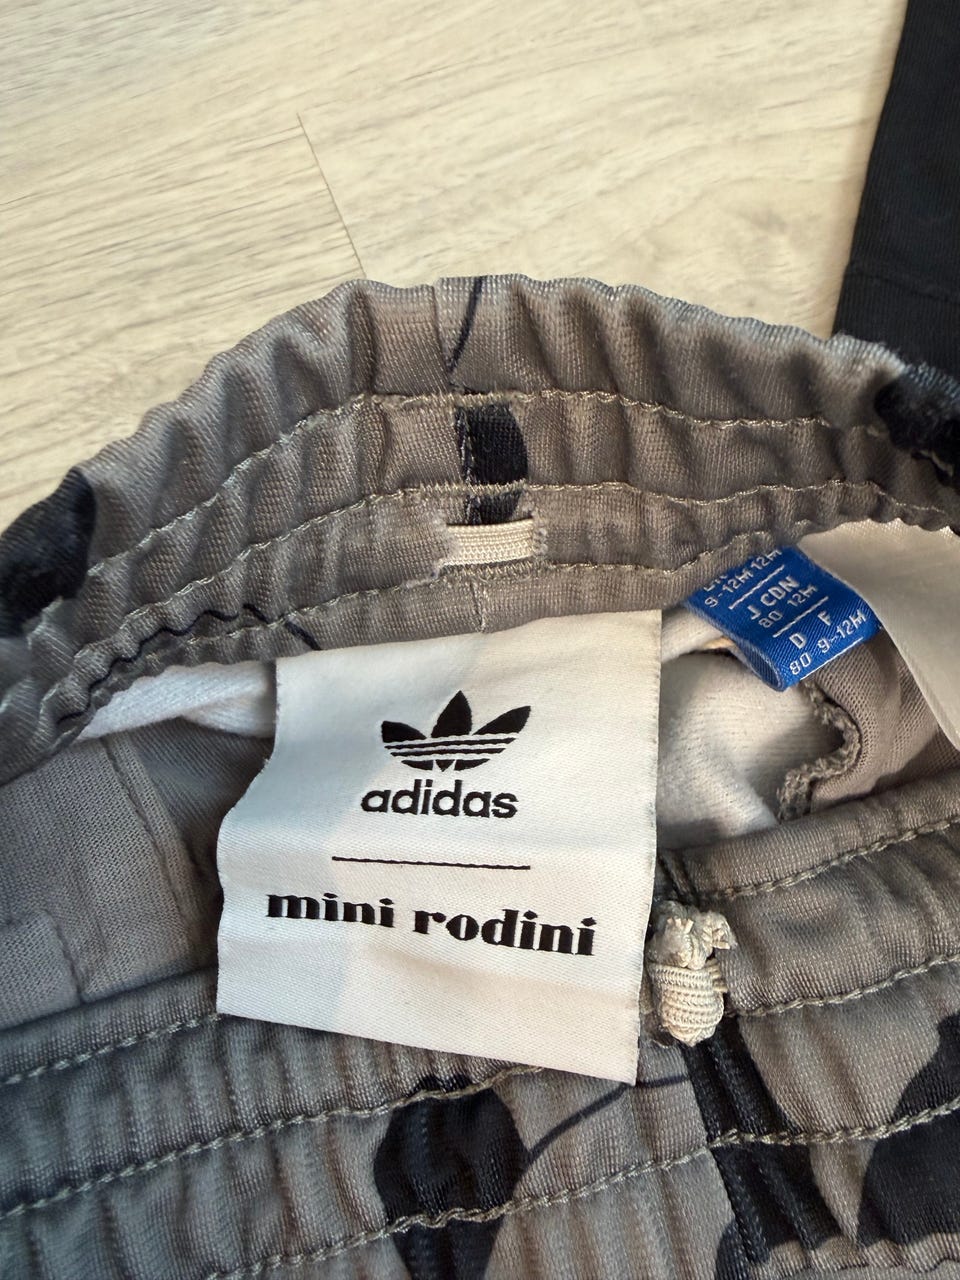 adidas
mini rodini
9-12M 12M
J CDN
80 12M
D F
80 9-12M